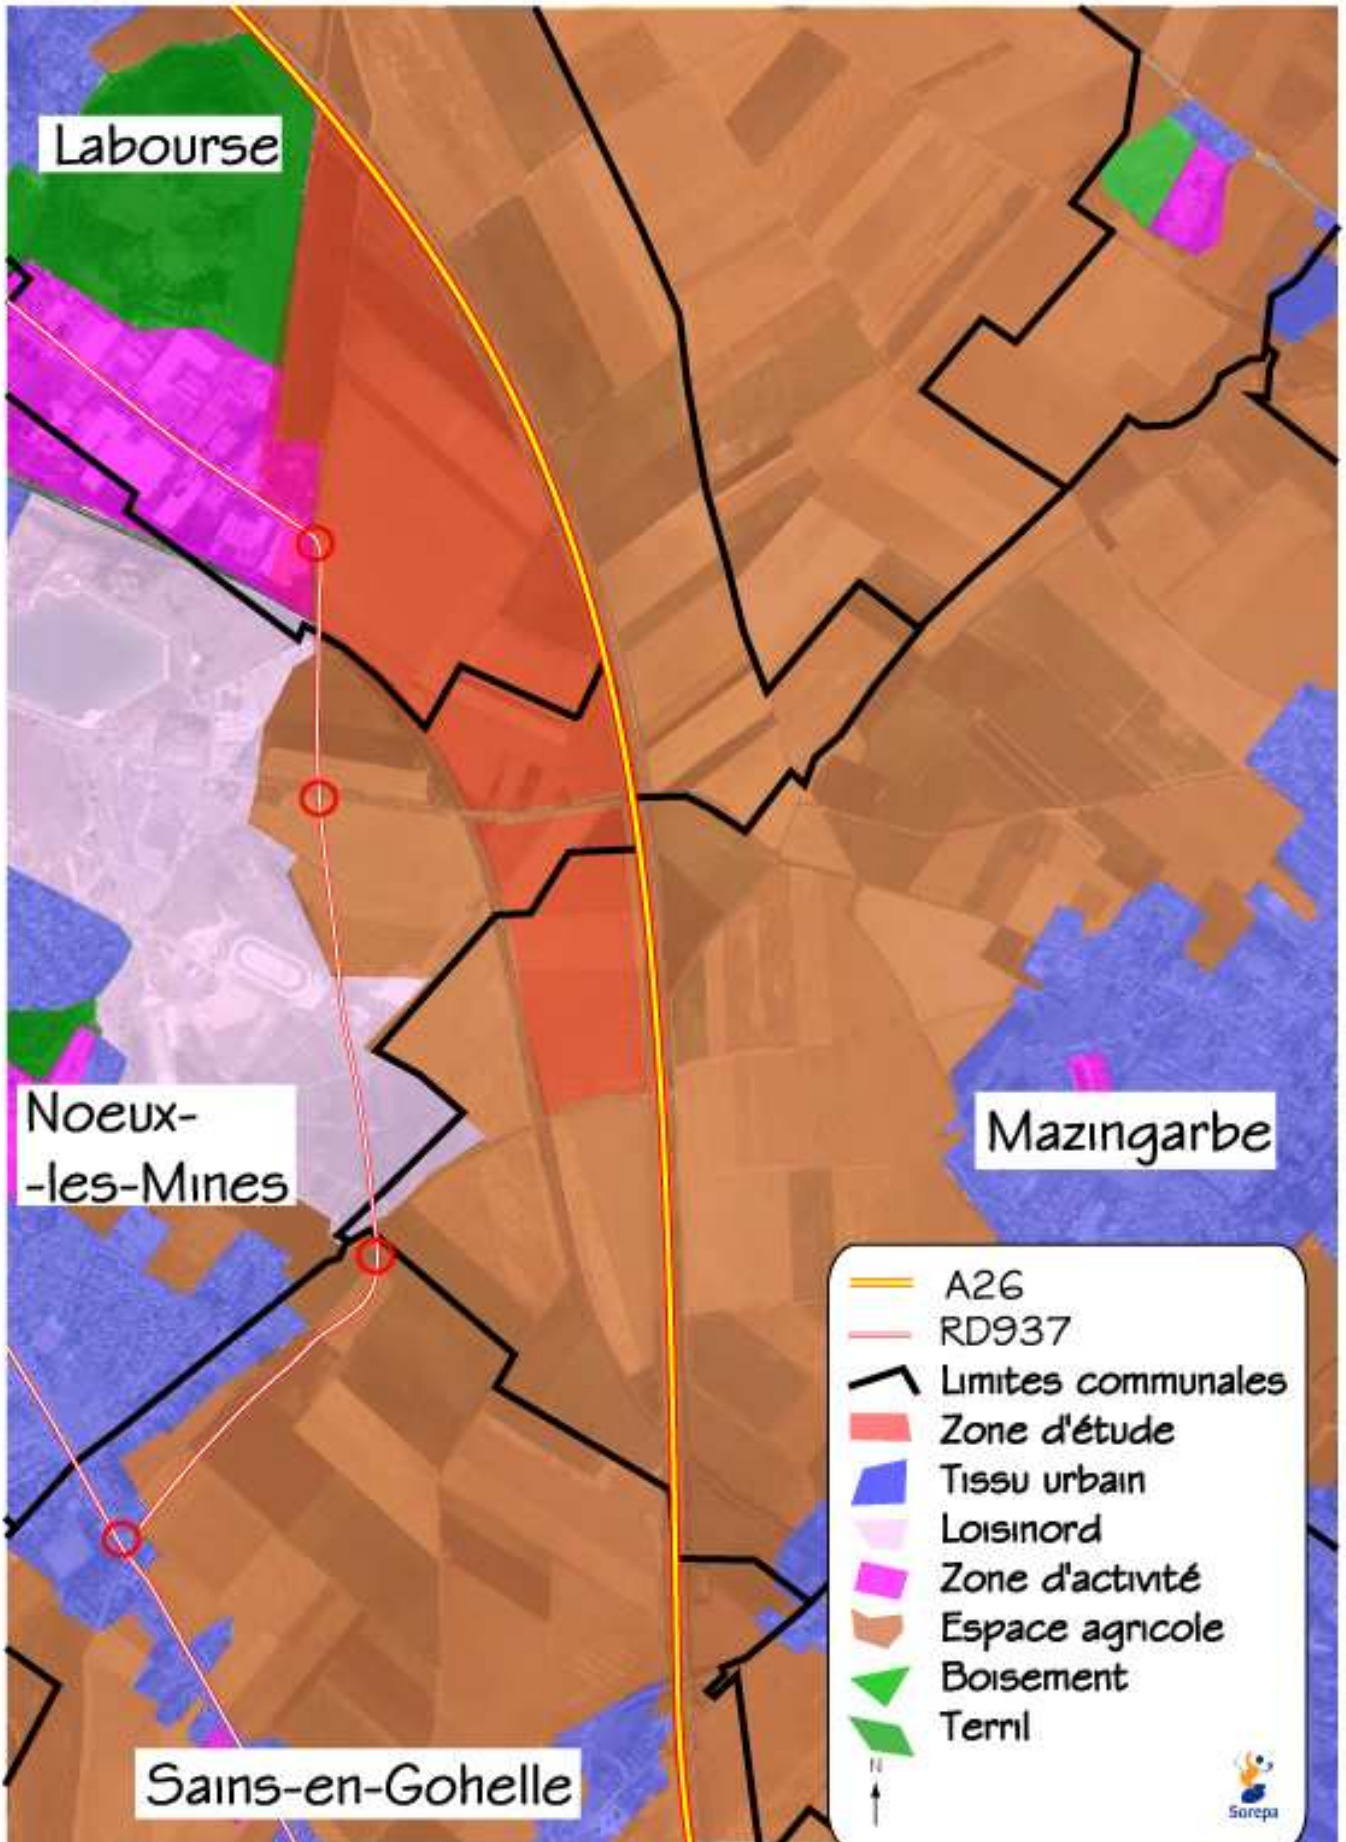 Labourse
Noeux-
-les-Mines
Mazingarbe
Sains-en-Gohelle
A26
RD937
Limites communales
Zone d'étude
Tissu urbain
Loisinord
Zone d'activité
Espace agricole
Boisement
Terril
N
Sorepa